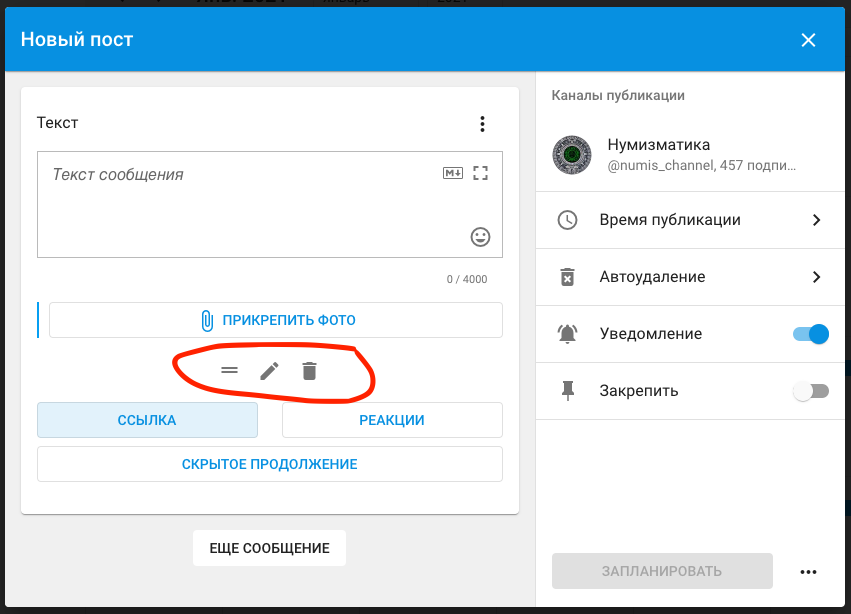 Новый пост
Текст
Текст сообщения
M
0 / 4000
ПРИКРЕПИТЬ ФОТО
ССЫЛКА
РЕАКЦИИ
СКРЫТОЕ ПРОДОЛЖЕНИЕ
ЕЩЕ СООБЩЕНИЕ
Каналы публикации
Нумизматика
@numis_channel, 457 подпи...
Время публикации
Автоудаление
Уведомление
Закрепить
ЗАПЛАНИРОВАТЬ